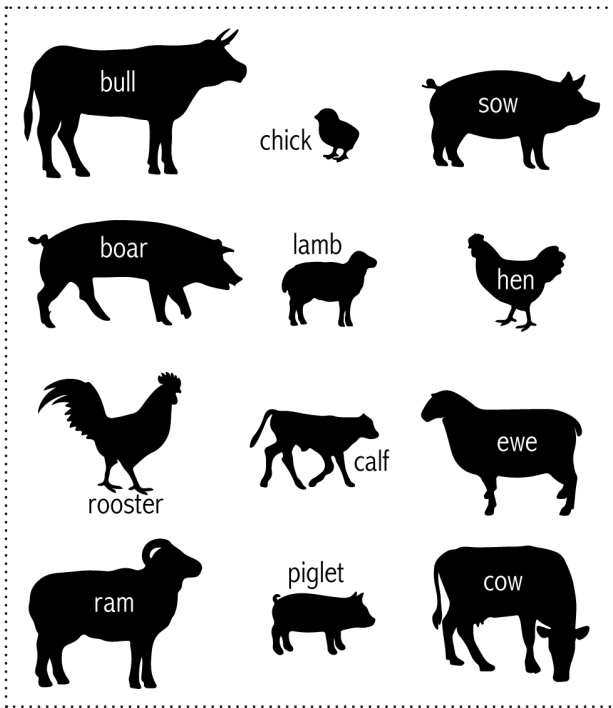 bull
chick
sow
boar
lamb
hen
rooster
calf
ewe
ram
piglet
cow